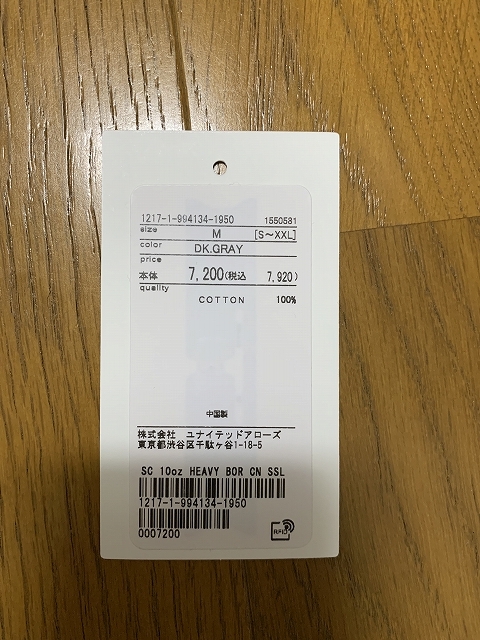 1217-1-994134-1950 1550581
size M [S～XXL]
color DK.GRAY
price
本体 7,200(税込 7,920)
quality
COTTON 100%
中国製
株式会社 ユナイテッドアローズ
東京都渋谷区千駄ヶ谷1-18-5
SC 10oz HEAVY BOR CN SSL
1217-1-994134-1950
0007200
RFID